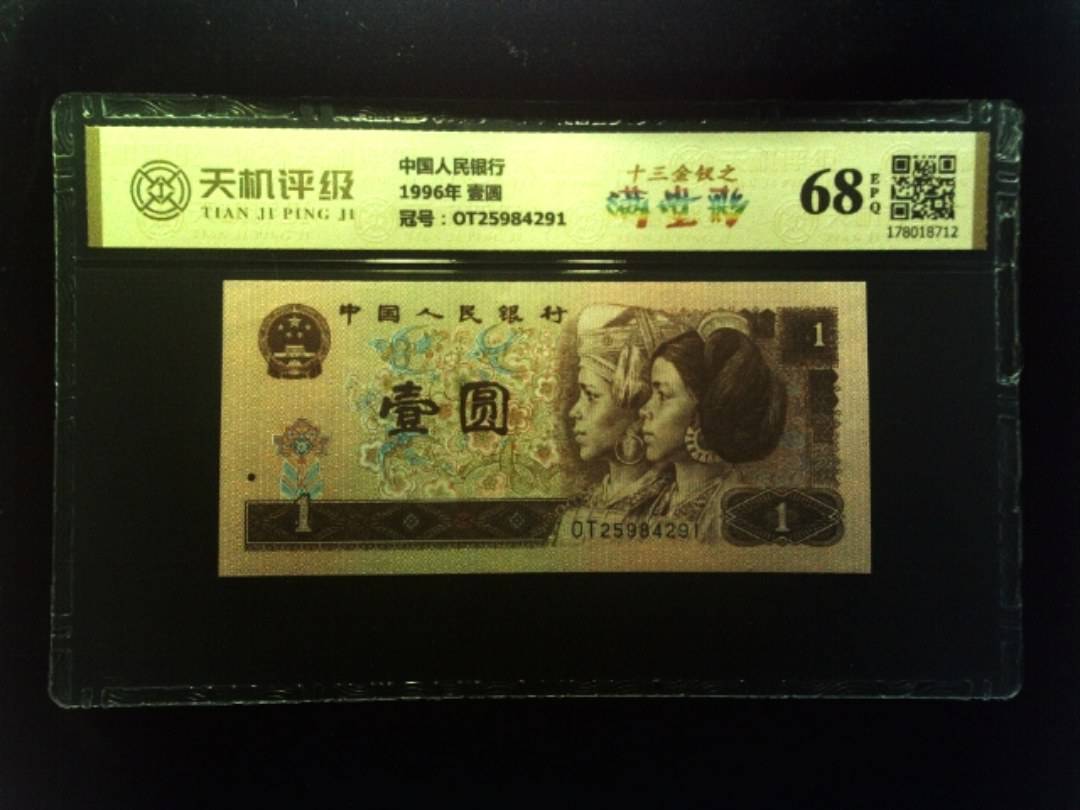 天机评级
TIAN JI PING JI
中国人民银行
1996年 壹圆
冠号：OT25984291
十三金钗之
满堂彩
68
EPQ
178018712
中国人民银行
1
壹圆
1
OT25984291
1